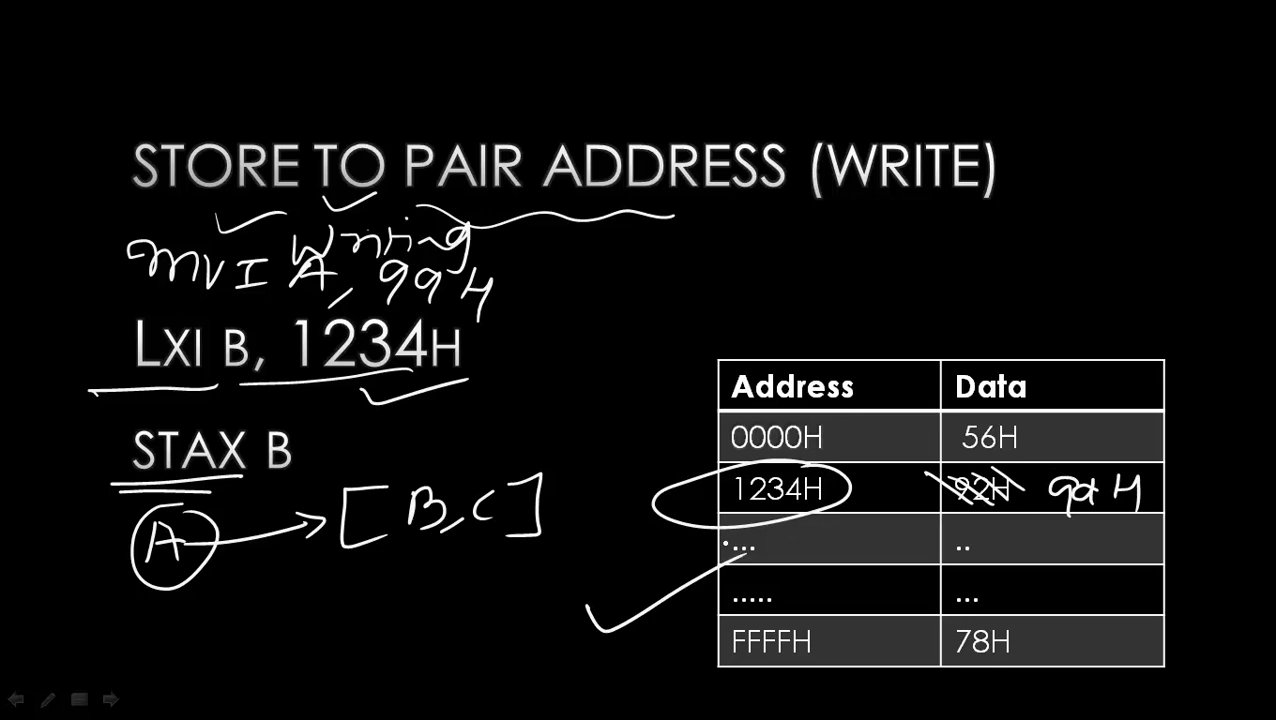 STORE TO PAIR ADDRESS (WRITE)
Writing
MVI A, 99H
LXI B, 1234H
STAX B
A → [B,C]
Address Data
0000H 56H
1234H 92H 99H
.... ..
..... ...
FFFFH 78H